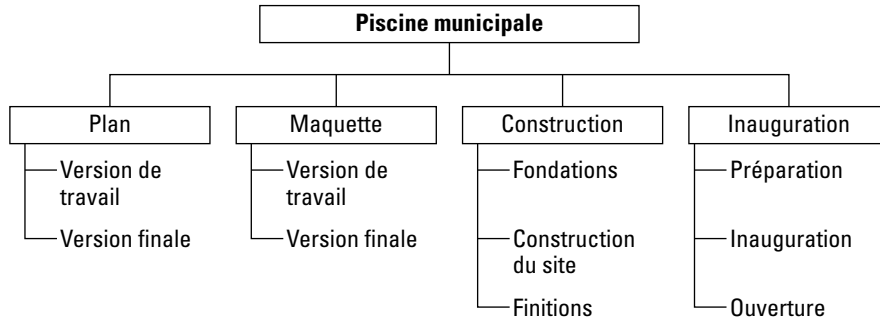 Piscine municipale
Plan
Version de
travail
Version finale
Maquette
Version de
travail
Version finale
Construction
Fondations
Construction
du site
Finitions
Inauguration
Préparation
Inauguration
Ouverture